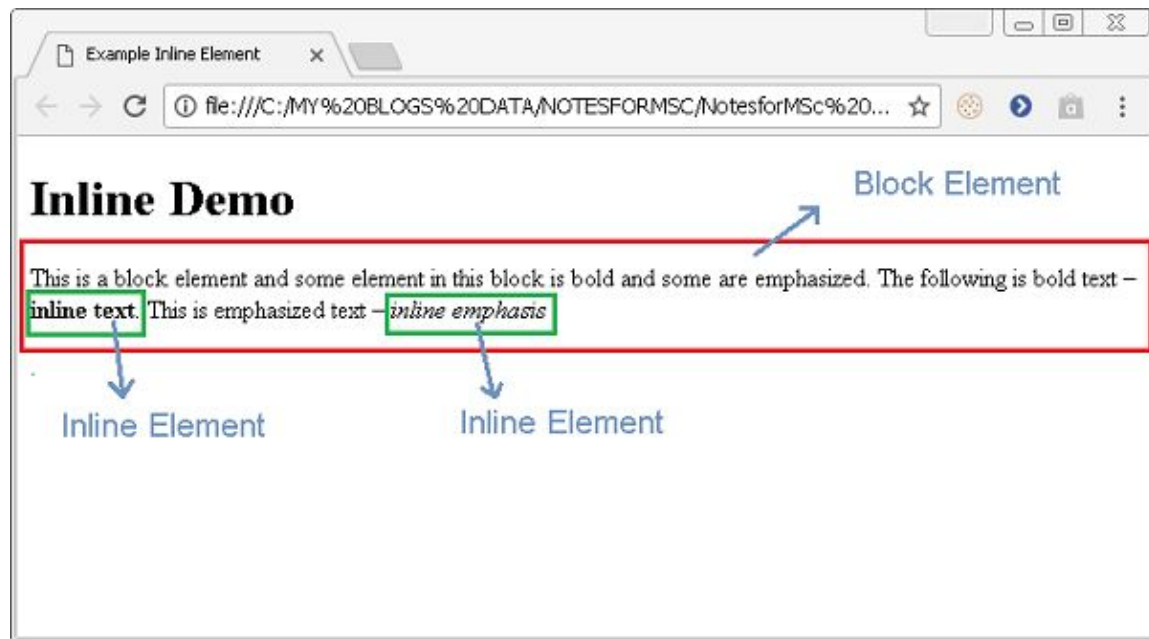 Example Inline Element
file:///C:/MY%20BLOGS%20DATA/NOTESFORMSC/NotesforMSc%20...
Block Element
Inline Demo
This is a block element and some element in this block is bold and some are emphasized. The following is bold text –
inline text. This is emphasized text – inline emphasis
Inline Element
Inline Element